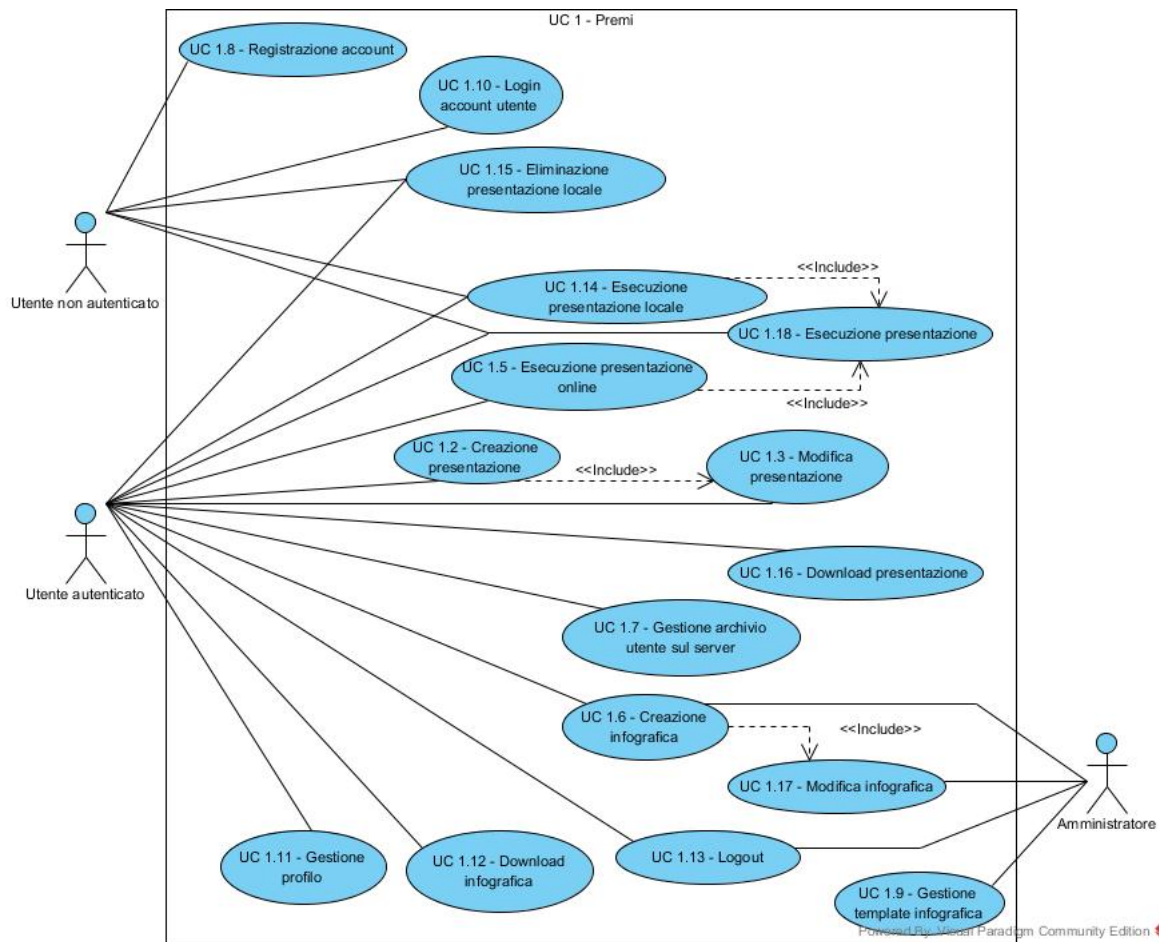 UC 1 - Premi
UC 1.8 - Registrazione account
UC 1.10 - Login
account utente
UC 1.15 - Eliminazione
presentazione locale
Utente non autenticato
<<Include>>
UC 1.14 - Esecuzione
presentazione locale
UC 1.18 - Esecuzione presentazione
UC 1.5 - Esecuzione presentazione
online
<<Include>>
UC 1.2 - Creazione
presentazione
<<Include>>
UC 1.3 - Modifica
presentazione
Utente autenticato
UC 1.16 - Download presentazione
UC 1.7 - Gestione archivio
utente sul server
UC 1.6 - Creazione
infografica
<<Include>>
UC 1.17 - Modifica infografica
Amministratore
UC 1.11 - Gestione
profilo
UC 1.12 - Download
infografica
UC 1.13 - Logout
UC 1.9 - Gestione
template infografica
Powered By Visual Paradigm Community Edition